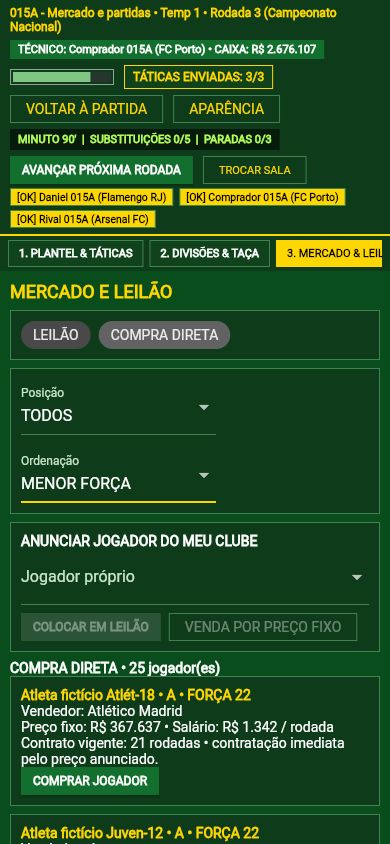 015A - Mercado e partidas • Temp 1 • Rodada 3 (Campeonato
Nacional)
TÉCNICO: Comprador 015A (FC Porto) • CAIXA: R$ 2.676.107
TÁTICAS ENVIADAS: 3/3
VOLTAR À PARTIDA
APARÊNCIA
MINUTO 90' | SUBSTITUIÇÕES 0/5 | PARADAS 0/3
AVANÇAR PRÓXIMA RODADA
TROCAR SALA
[OK] Daniel 015A (Flamengo RJ)
[OK] Comprador 015A (FC Porto)
[OK] Rival 015A (Arsenal FC)
1. PLANTEL & TÁTICAS
2. DIVISÕES & TAÇA
3. MERCADO & LEIL
MERCADO E LEILÃO
LEILÃO
COMPRA DIRETA
Posição
TODOS
Ordenação
MENOR FORÇA
ANUNCIAR JOGADOR DO MEU CLUBE
Jogador próprio
COLOCAR EM LEILÃO
VENDA POR PREÇO FIXO
COMPRA DIRETA • 25 jogador(es)
Atleta fictício Atlét-18 • A • FORÇA 22
Vendedor: Atlético Madrid
Preço fixo: R$ 367.637 • Salário: R$ 1.342 / rodada
Contrato vigente: 21 rodadas • contratação imediata
pelo preço anunciado.
COMPRAR JOGADOR
Atleta fictício Juven-12 • A • FORÇA 22